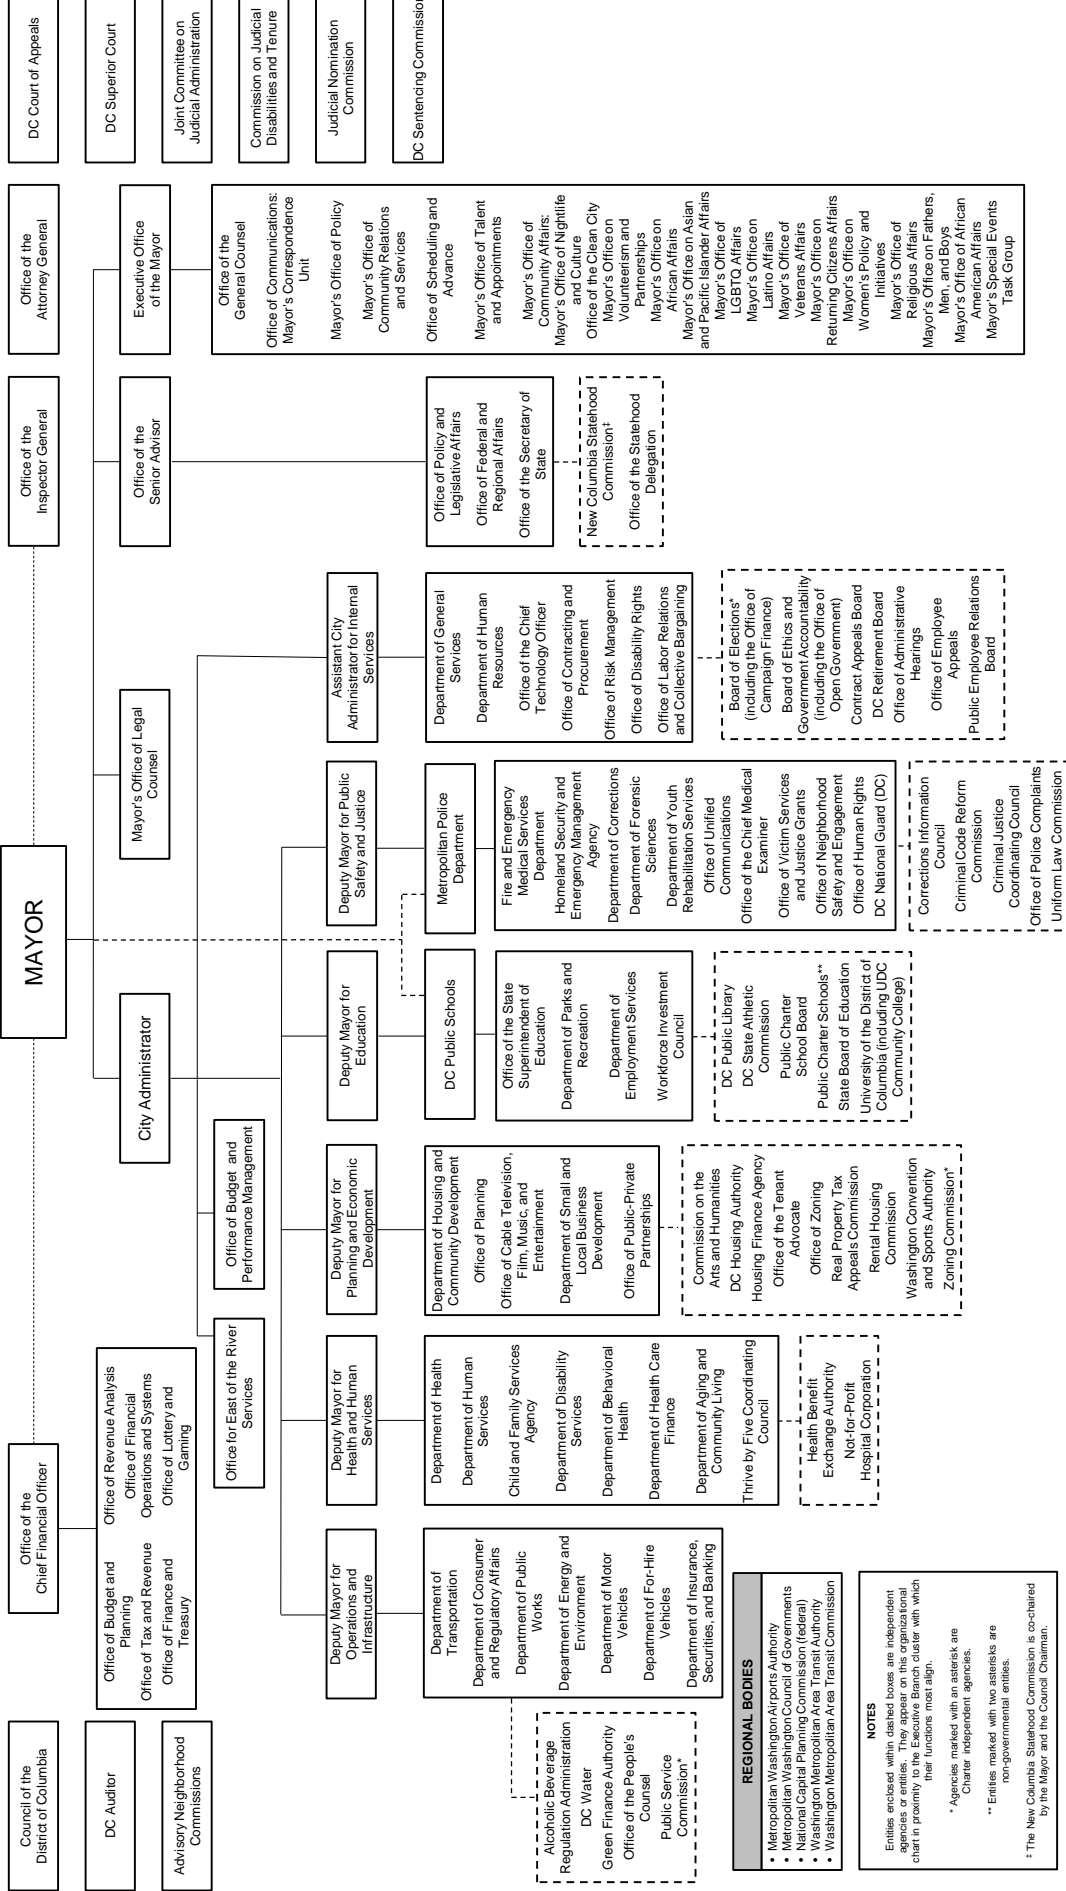 Council of the
District of Columbia
DC Auditor
Advisory Neighborhood
Commissions
Office of the
Chief Financial Officer
Office of Budget and
Planning
Office of Tax and Revenue
Office of Finance and
Treasury
Office of Revenue Analysis
Office of Financial
Operations and Systems
Office of Lottery and
Gaming
MAYOR
Office of the
Inspector General
Office of the
Attorney General
DC Court of Appeals
DC Superior Court
Joint Committee on
Judicial Administration
Commission on Judicial
Disabilities and Tenure
Judicial Nomination
Commission
DC Sentencing Commission
City Administrator
Mayor's Office of Legal
Counsel
Office of the
Senior Advisor
Executive Office
of the Mayor
Office for East of the River
Services
Office of Budget and
Performance Management
Deputy Mayor for
Operations and
Infrastructure
Department of
Transportation
Department of Consumer
and Regulatory Affairs
Department of Public
Works
Department of Energy and
Environment
Department of Motor
Vehicles
Department of For-Hire
Vehicles
Department of Insurance,
Securities, and Banking
Alcoholic Beverage
Regulation Administration
DC Water
Green Finance Authority
Office of the People's
Counsel
Public Service
Commission*
Deputy Mayor for
Health and Human
Services
Department of Health
Department of Human
Services
Child and Family Services
Agency
Department of Disability
Services
Department of Behavioral
Health
Department of Health Care
Finance
Department of Aging and
Community Living
Thrive by Five Coordinating
Council
Health Benefit
Exchange Authority
Not-for-Profit
Hospital Corporation
Deputy Mayor for
Planning and Economic
Development
Department of Housing and
Community Development
Office of Planning
Office of Cable Television,
Film, Music, and
Entertainment
Department of Small and
Local Business
Development
Office of Public-Private
Partnerships
Commission on the
Arts and Humanities
DC Housing Authority
Housing Finance Agency
Office of the Tenant
Advocate
Office of Zoning
Real Property Tax
Appeals Commission
Rental Housing
Commission
Washington Convention
and Sports Authority
Zoning Commission*
Deputy Mayor for
Education
DC Public Schools
Office of the State
Superintendent of
Education
Department of Parks and
Recreation
Department of
Employment Services
Workforce Investment
Council
DC Public Library
DC State Athletic
Commission
Public Charter
School Board
Public Charter Schools**
State Board of Education
University of the District of
Columbia (including UDC
Community College)
Deputy Mayor for Public
Safety and Justice
Metropolitan Police
Department
Fire and Emergency
Medical Services
Department
Homeland Security and
Emergency Management
Agency
Department of Corrections
Department of Forensic
Sciences
Department of Youth
Rehabilitation Services
Office of Unified
Communications
Office of the Chief Medical
Examiner
Office of Victim Services
and Justice Grants
Office of Neighborhood
Safety and Engagement
Office of Human Rights
DC National Guard (DC)
Corrections Information
Council
Criminal Code Reform
Commission
Criminal Justice
Coordinating Council
Office of Police Complaints
Uniform Law Commission
Assistant City
Administrator for Internal
Services
Department of General
Services
Department of Human
Resources
Office of the Chief
Technology Officer
Office of Contracting and
Procurement
Office of Risk Management
Office of Disability Rights
Office of Labor Relations
and Collective Bargaining
Board of Elections*
(including the Office of
Campaign Finance)
Board of Ethics and
Government Accountability
(including the Office of
Open Government)
Contract Appeals Board
DC Retirement Board
Office of Administrative
Hearings
Office of Employee
Appeals
Public Employee Relations
Board
Office of Policy and
Legislative Affairs
Office of Federal and
Regional Affairs
Office of the Secretary of
State
New Columbia Statehood
Commission‡
Office of the Statehood
Delegation
Office of the
General Counsel
Office of Communications:
Mayor's Correspondence
Unit
Mayor's Office of Policy
Mayor's Office of
Community Relations
and Services
Office of Scheduling and
Advance
Mayor's Office of Talent
and Appointments
Mayor's Office of
Community Affairs:
Mayor's Office of Nightlife
and Culture
Office of the Clean City
Mayor's Office on
Volunteerism and
Partnerships
Mayor's Office on
African Affairs
Mayor's Office on Asian
and Pacific Islander Affairs
Mayor's Office of
LGBTQ Affairs
Mayor's Office on
Latino Affairs
Mayor's Office of
Veterans Affairs
Mayor's Office on
Returning Citizens Affairs
Mayor's Office on
Women's Policy and
Initiatives
Mayor's Office of
Religious Affairs
Mayor's Office on Fathers,
Men, and Boys
Mayor's Office of African
American Affairs
Mayor's Special Events
Task Group
REGIONAL BODIES
• Metropolitan Washington Airports Authority
• Metropolitan Washington Council of Governments
• National Capital Planning Commission (federal)
• Washington Metropolitan Area Transit Authority
• Washington Metropolitan Area Transit Commission
NOTES
Entities enclosed within dashed boxes are independent
agencies or entities. They appear on this organizational
chart in proximity to the Executive Branch cluster with which
their functions most align.
* Agencies marked with an asterisk are
Charter independent agencies.
** Entities marked with two asterisks are
non-governmental entities.
‡ The New Columbia Statehood Commission is co-chaired
by the Mayor and the Council Chairman.